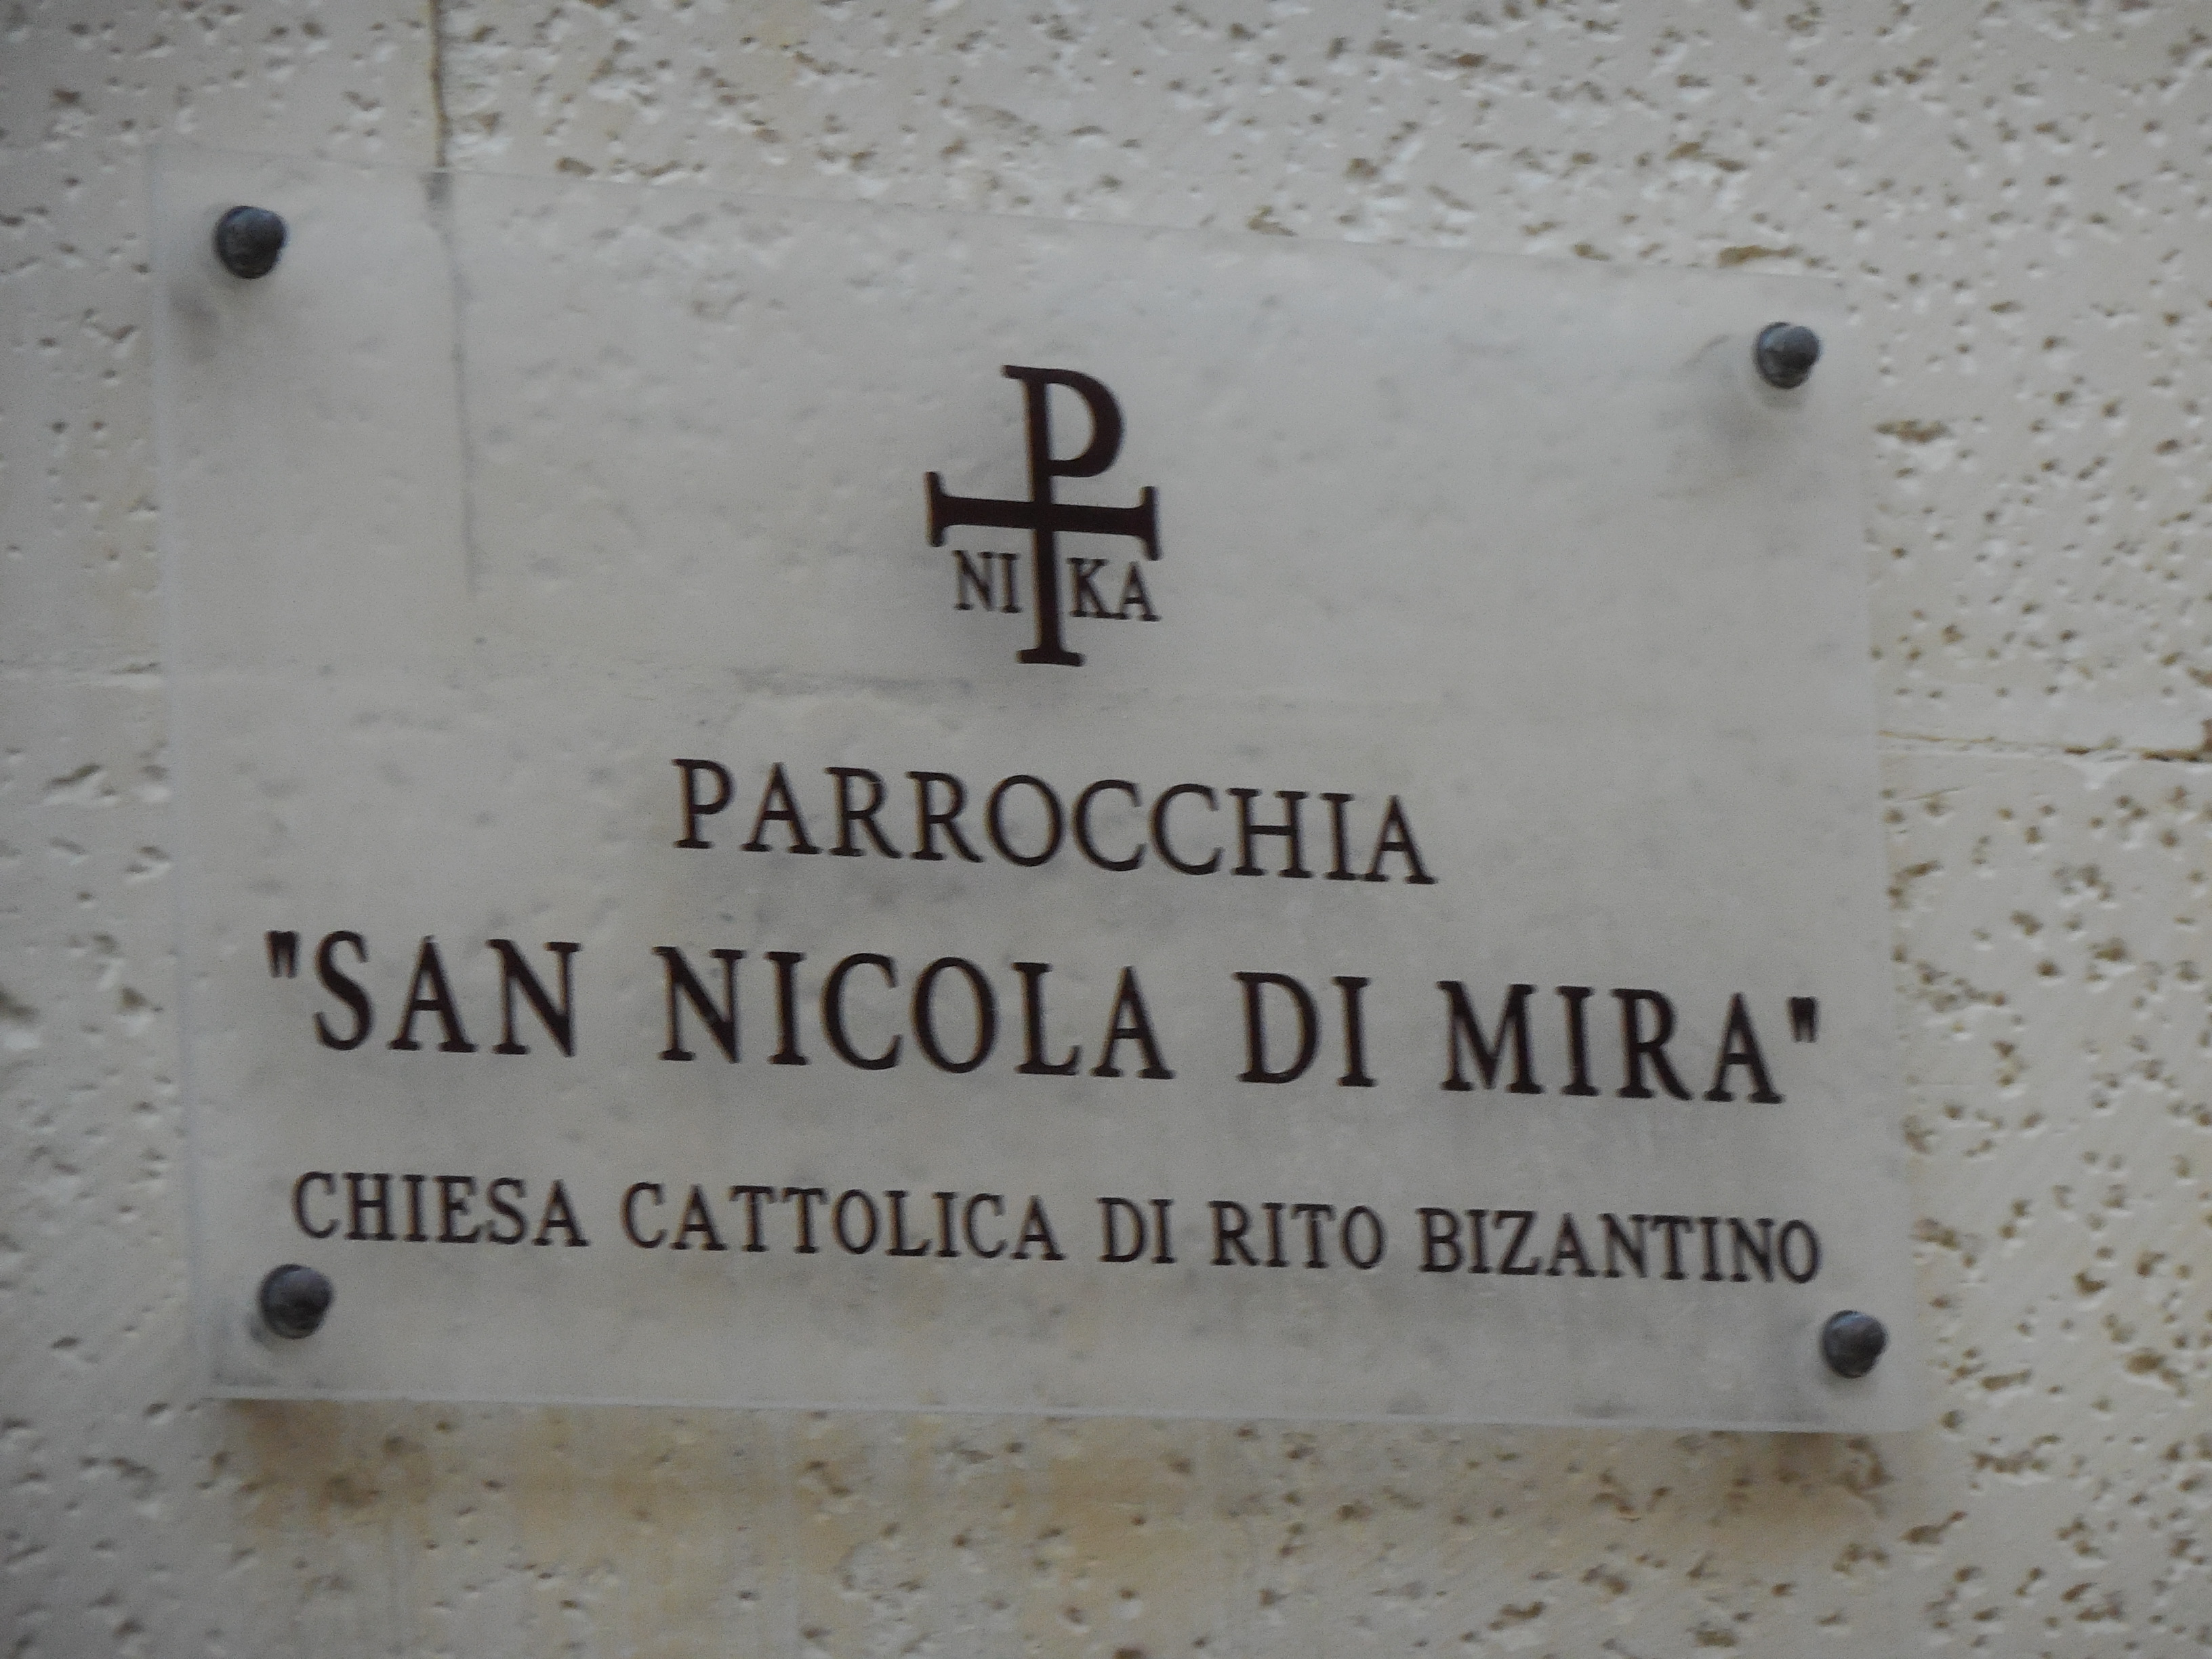 P
NI KA
PARROCCHIA
"SAN NICOLA DI MIRA"
CHIESA CATTOLICA DI RITO BIZANTINO